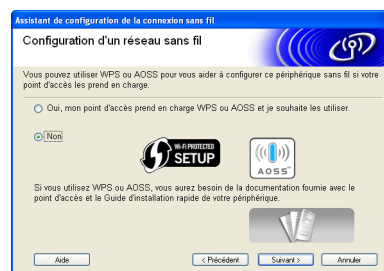 Assistant de configuration de la connexion sans fil
Configuration d'un réseau sans fil
Vous pouvez utiliser WPS ou AOSS pour vous aider à configurer ce périphérique sans fil si votre
point d'accès les prend en charge.
Oui, mon point d'accès prend en charge WPS ou AOSS et je souhaite les utiliser.
Non
WI-FI PROTECTED
SETUP
AOSS™
Si vous utilisez WPS ou AOSS, vous aurez besoin de la documentation fournie avec le
point d'accès et le Guide d'installation rapide de votre périphérique.
Aide
< Précédent
Suivant >
Annuler